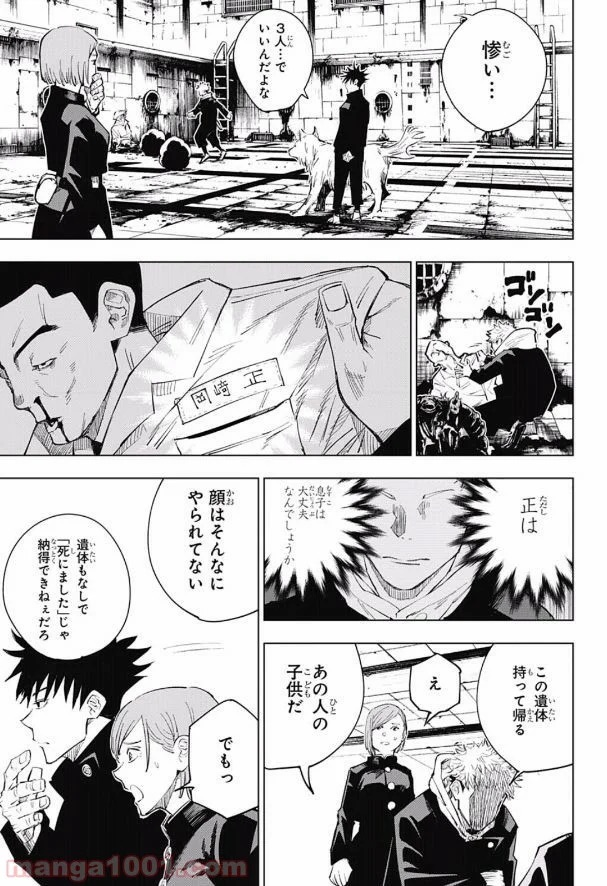 惨い…
３人…で
いいんだよな
ゴソ
ゴソ
岡崎 正
正は
息子は
大丈夫
なんでしょうか
顔はそんなに
やられてない
遺体もなしで
「死にました」じゃ
納得できねぇだろ
この遺体
持って帰る
え
あの人の
子供だ
でもっ
manga1001.com